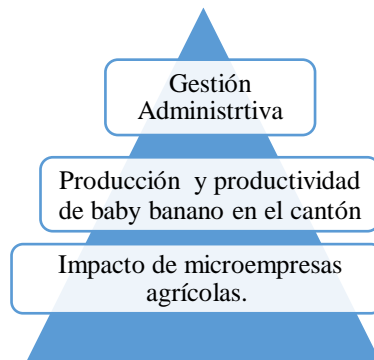 Gestión
Administrtiva
Producción y productividad
de baby banano en el cantón
Impacto de microempresas
agrícolas.